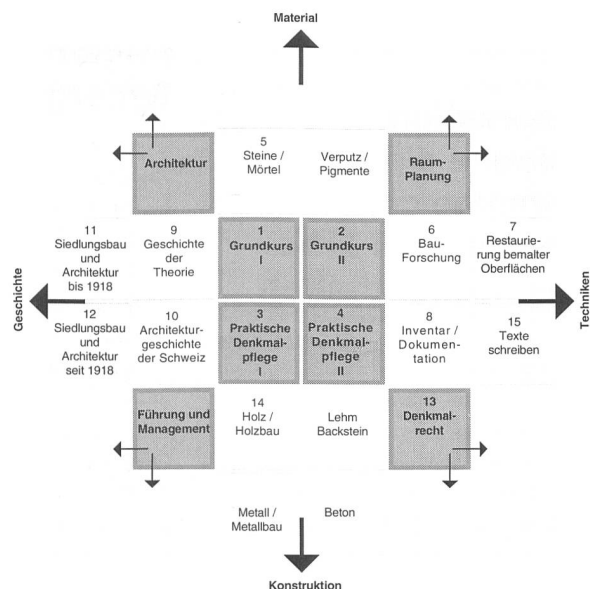 Material
5
Steine /
Mörtel
Verputz /
Pigmente
Architektur
Raum-
Planung
11
Siedlungsbau
und
Architektur
bis 1918
9
Geschichte
der
Theorie
1
Grundkurs
I
2
Grundkurs
II
6
Bau-
Forschung
7
Restaurie-
rung bemalter
Oberflächen
Geschichte
Techniken
12
Siedlungsbau
und
Architektur
seit 1918
10
Architektur-
geschichte
der Schweiz
3
Praktische
Denkmal-
pflege
I
4
Praktische
Denkmal-
pflege
II
8
Inventar /
Dokumen-
tation
15
Texte
schreiben
Führung und
Management
14
Holz /
Holzbau
Lehm
Backstein
13
Denkmal-
recht
Metall /
Metallbau
Beton
Konstruktion